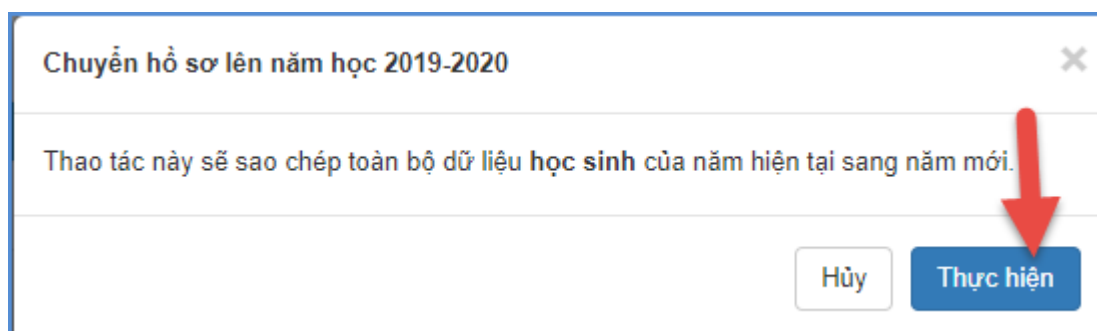 Chuyển hồ sơ lên năm học 2019-2020
Thao tác này sẽ sao chép toàn bộ dữ liệu học sinh của năm hiện tại sang năm mới.
Hủy
Thực hiện